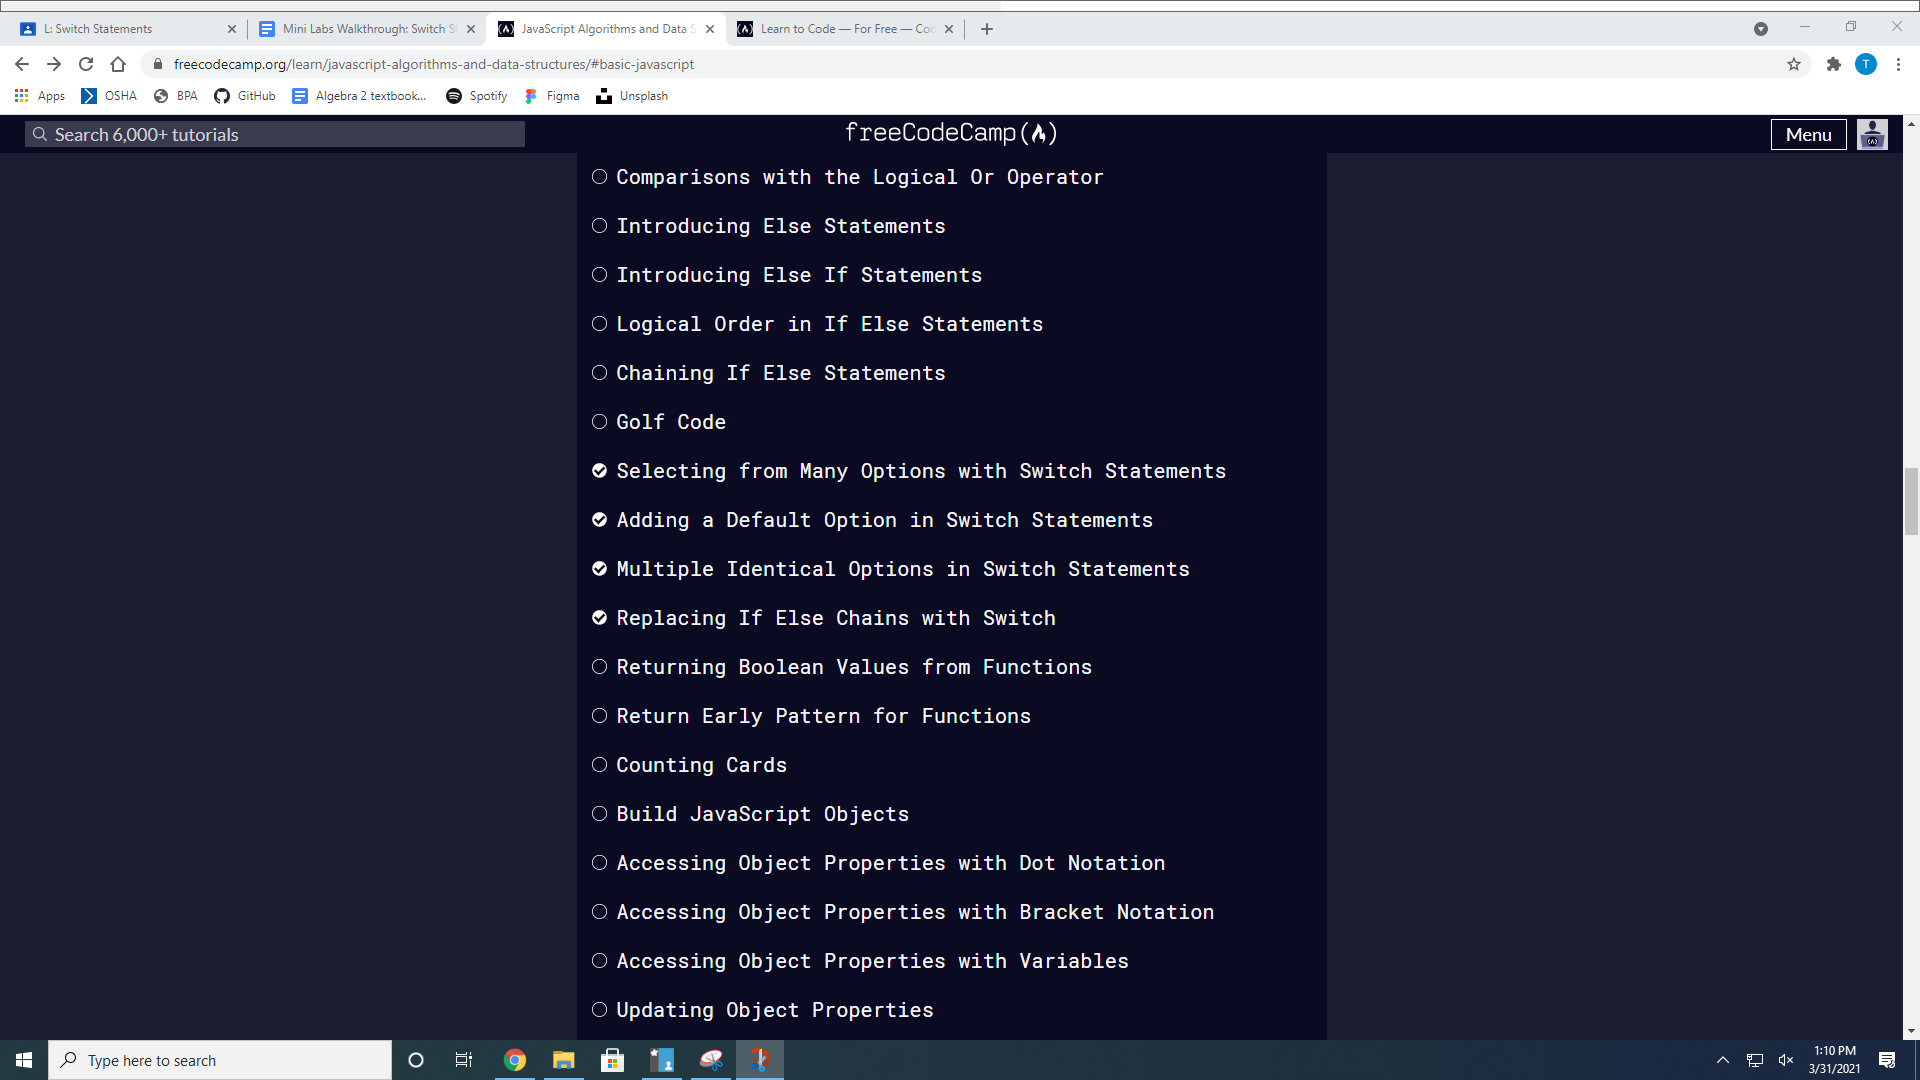 L: Switch Statements
Mini Labs Walkthrough: Switch St
JavaScript Algorithms and Data S
Learn to Code — For Free — Cod
freecodecamp.org/learn/javascript-algorithms-and-data-structures/#basic-javascript
T
Apps
OSHA
BPA
GitHub
Algebra 2 textbook...
Spotify
Figma
Unsplash
Search 6,000+ tutorials
freeCodeCamp
Menu
Comparisons with the Logical Or Operator
Introducing Else Statements
Introducing Else If Statements
Logical Order in If Else Statements
Chaining If Else Statements
Golf Code
Selecting from Many Options with Switch Statements
Adding a Default Option in Switch Statements
Multiple Identical Options in Switch Statements
Replacing If Else Chains with Switch
Returning Boolean Values from Functions
Return Early Pattern for Functions
Counting Cards
Build JavaScript Objects
Accessing Object Properties with Dot Notation
Accessing Object Properties with Bracket Notation
Accessing Object Properties with Variables
Updating Object Properties
Type here to search
1:10 PM
3/31/2021